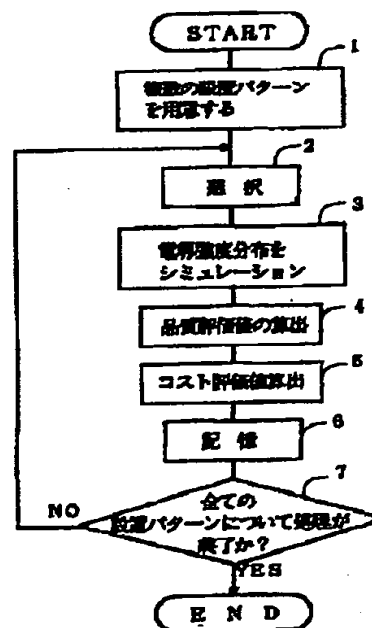 START
1
複数の設置パターン
を用意する
2
選 択
3
電界強度分布を
シミュレーション
4
品質評価値の算出
5
コスト評価値算出
6
記 憶
7
全ての
設置パターンについて処理が
終了か?
NO
YES
E N D